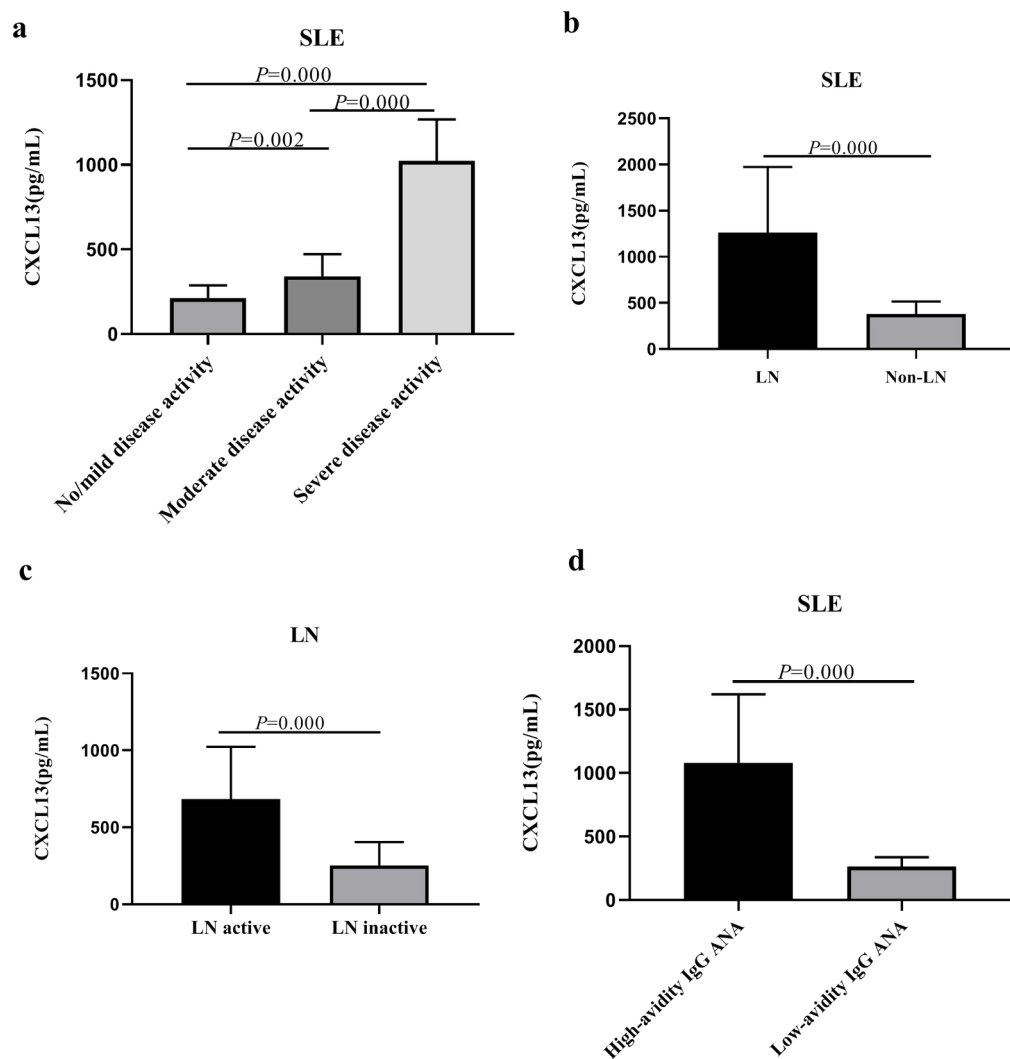 a
SLE
CXCL13(pg/mL)
1500
1000
500
0
P=0.000
P=0.000
P=0.002
No/mild disease activity
Moderate disease activity
Severe disease activity
b
SLE
CXCL13(pg/mL)
2500
2000
1500
1000
500
0
P=0.000
LN
Non-LN
c
LN
CXCL13(pg/mL)
1500
1000
500
0
P=0.000
LN active
LN inactive
d
SLE
CXCL13(pg/mL)
2000
1500
1000
500
0
P=0.000
High-avidity IgG ANA
Low-avidity IgG ANA